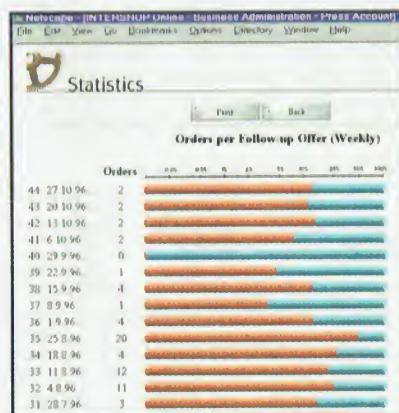 Netscape - [INTERSHOP Online - Business Administration - Press Account]
File Edit View Go Bookmarks Options Directory Window Help
Statistics
Print Back
Orders per Follow-up Offer (Weekly)
Orders
44 27.10.96 2
43 20.10.96 2
42 13.10.96 2
41 6.10.96 2
40 29.9.96 0
39 22.9.96 1
38 15.9.96 4
37 8.9.96 1
36 1.9.96 4
35 25.8.96 20
34 18.8.96 4
33 11.8.96 12
32 4.8.96 11
31 28.7.96 3